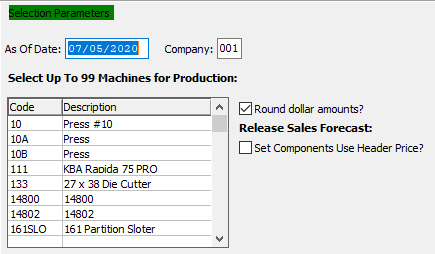 Selection Parameters
As Of Date: 07/05/2020 Company: 001
Select Up To 99 Machines for Production:
Code Description
10 Press #10
10A Press
10B Press
111 KBA Rapida 75 PRO
133 27 x 38 Die Cutter
14800 14800
14802 14802
161SLO 161 Partition Sloter
Round dollar amounts?
Release Sales Forecast:
Set Components Use Header Price?